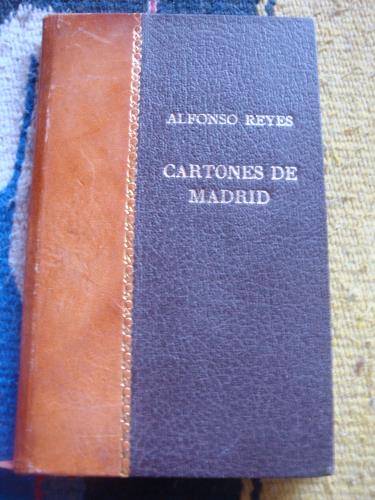 ALFONSO REYES
CARTONES DE
MADRID